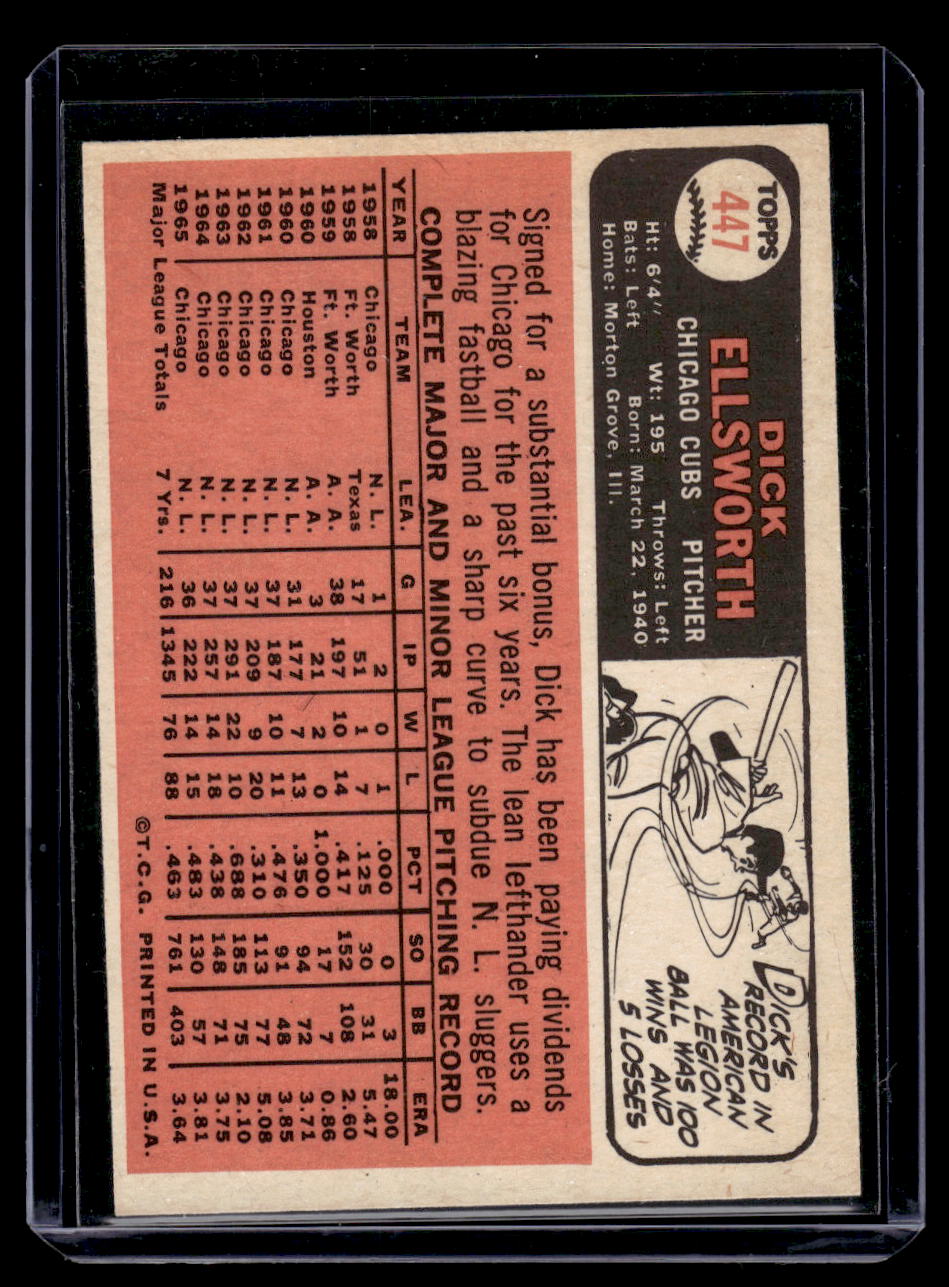 TOPPS
447
DICK
ELLSWORTH
CHICAGO CUBS PITCHER
Ht: 6/4" Wt: 195 Throws: Left
Bats: Left Born: March 22, 1940
Home: Morton Grove, Ill.
DICK'S
RECORD IN
AMERICAN
LEGION
BALL WAS 100
WINS AND
5 LOSSES
Signed for a substantial bonus, Dick has been paying dividends
for Chicago for the past six years. The lean lefthander uses a
blazing fastball and a sharp curve to subdue N. L. sluggers.
COMPLETE MAJOR AND MINOR LEAGUE PITCHING RECORD
YEAR TEAM LEA. G IP W L PCT SO BB ERA
1958 Chicago N. L. 1 2 0 1 .000 0 3 18.00
1958 Ft. Worth Texas 17 51 1 7 .125 30 31 5.47
1959 Ft. Worth A. A. 38 197 10 14 .417 152 108 2.60
1960 Houston A. A. 3 21 2 0 1.000 17 7 0.86
1960 Chicago N. L. 31 177 7 13 .350 94 72 3.71
1961 Chicago N. L. 37 187 10 11 .476 91 48 3.85
1962 Chicago N. L. 37 209 9 20 .310 113 77 5.08
1963 Chicago N. L. 37 291 22 10 .688 185 75 2.10
1964 Chicago N. L. 37 257 14 18 .438 148 71 3.75
1965 Chicago N. L. 36 222 14 15 .483 130 57 3.81
Major League Totals 7 Yrs. 216 1345 76 88 .463 761 403 3.64
©T.C.G. PRINTED IN U.S.A.